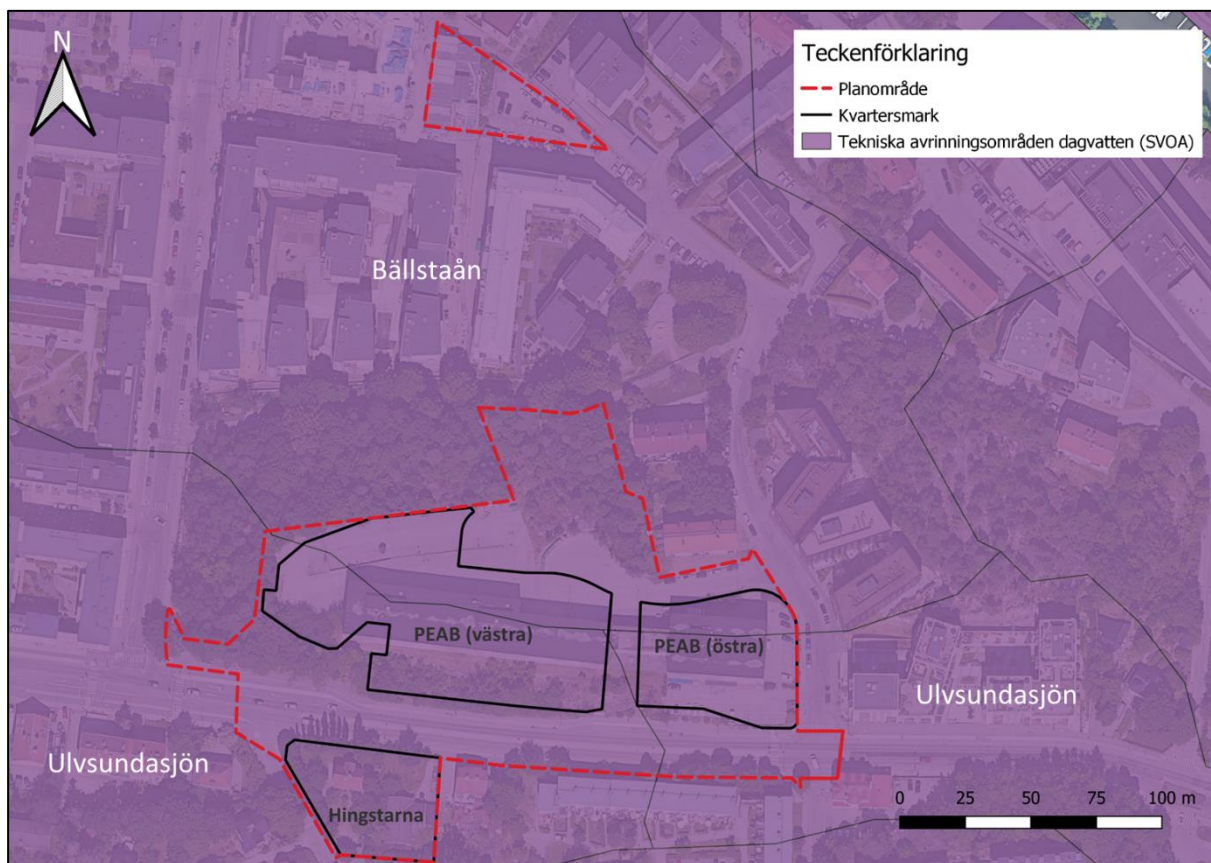 N
Teckenförklaring
Planområde
Kvartersmark
Tekniska avrinningsområden dagvatten (SVOA)
Bällstaån
PEAB (västra)
PEAB (östra)
Ulvsundasjön
Ulvsundasjön
Hingstarna
0 25 50 75 100 m